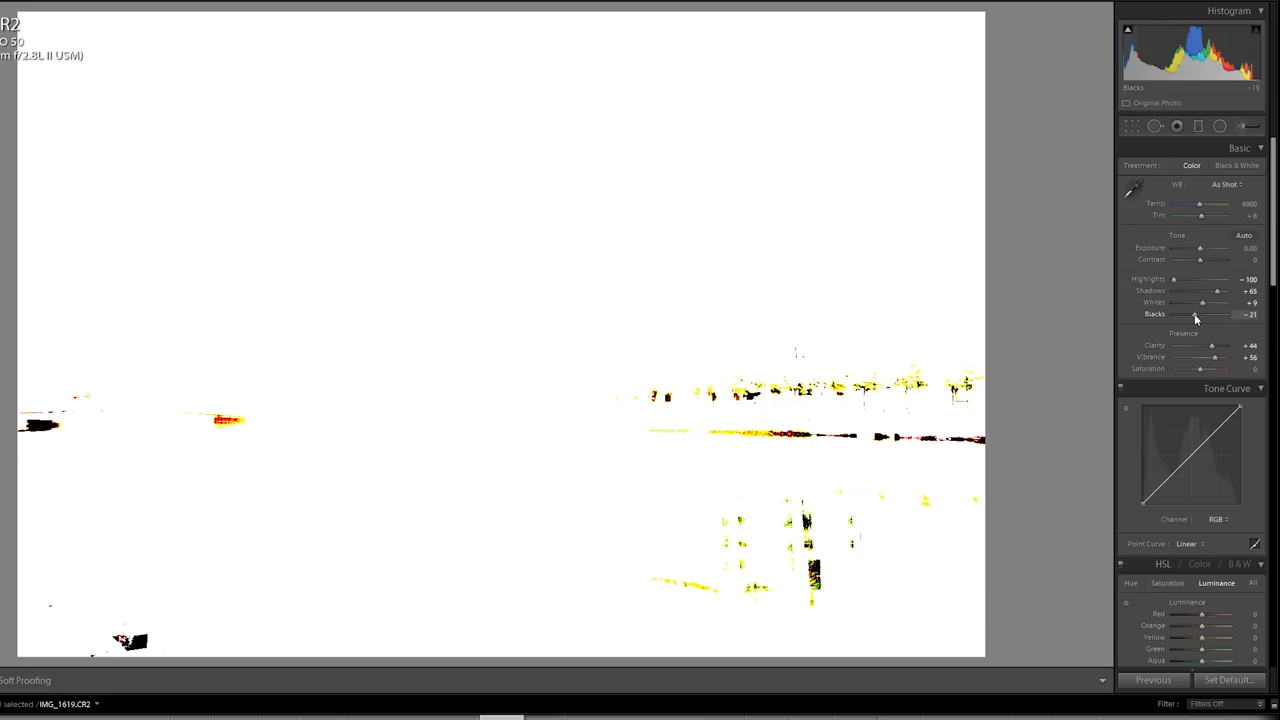 R2
O 50
m f/2.8L II USM)
Histogram
Blacks -19
Original Photo
Basic
Treatment: Color Black & White
WB: As Shot
Temp 6900
Tint + 8
Tone Auto
Exposure 0.00
Contrast 0
Highlights - 100
Shadows + 65
Whites + 9
Blacks - 21
Presence
Clarity + 44
Vibrance + 56
Saturation 0
Tone Curve
Channel: RGB
Point Curve: Linear
HSL / Color / B & W
Hue Saturation Luminance All
Luminance
Red 0
Orange 0
Yellow 0
Green 0
Aqua 0
Previous Set Default...
Soft Proofing
selected /IMG_1619.CR2
Filter: Filters Off